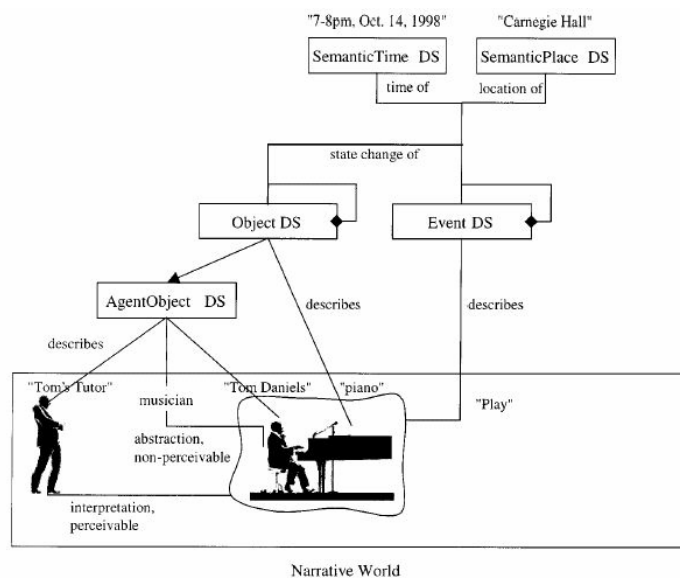 "7-8pm, Oct. 14, 1998" "Carnegie Hall"
SemanticTime DS SemanticPlace DS
time of location of
state change of
Object DS Event DS
AgentObject DS
describes describes
describes
"Tom's Tutor" "Tom Daniels" "piano"
musician "Play"
abstraction,
non-perceivable
interpretation,
perceivable
Narrative World